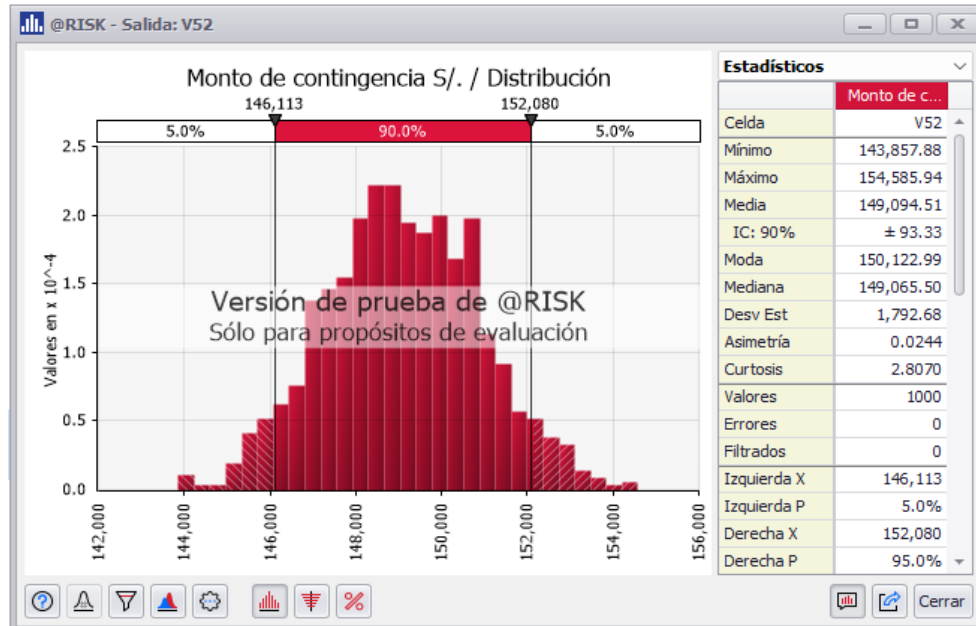 @RISK - Salida: V52
Monto de contingencia S/. / Distribución
146,113 152,080
5.0% 90.0% 5.0%
2.5
2.0
1.5
1.0
0.5
0.0
Valores en x 10^-4
142,000
144,000
146,000
148,000
150,000
152,000
154,000
156,000
Versión de prueba de @RISK
Sólo para propósitos de evaluación
Estadísticos
Monto de c...
Celda V52
Mínimo 143,857.88
Máximo 154,585.94
Media 149,094.51
IC: 90% ± 93.33
Moda 150,122.99
Mediana 149,065.50
Desv Est 1,792.68
Asimetría 0.0244
Curtosis 2.8070
Valores 1000
Errores 0
Filtrados 0
Izquierda X 146,113
Izquierda P 5.0%
Derecha X 152,080
Derecha P 95.0%
Cerrar